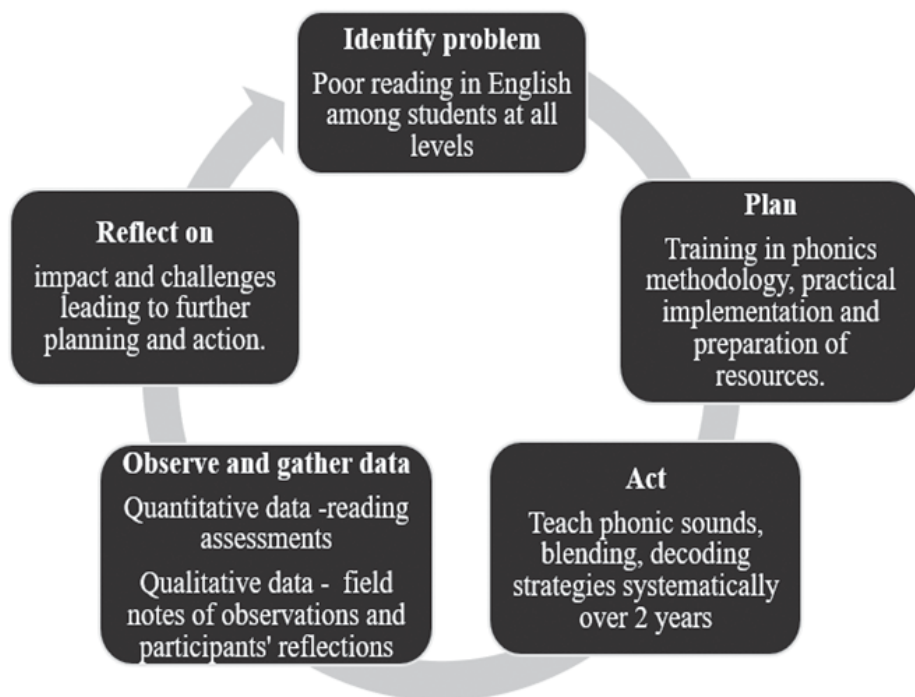 Identify problem
Poor reading in English
among students at all
levels
Plan
Training in phonics
methodology, practical
implementation and
preparation of
resources.
Act
Teach phonic sounds,
blending, decoding
strategies systematically
over 2 years
Observe and gather data
Quantitative data -reading
assessments
Qualitative data - field
notes of observations and
participants' reflections
Reflect on
impact and challenges
leading to further
planning and action.